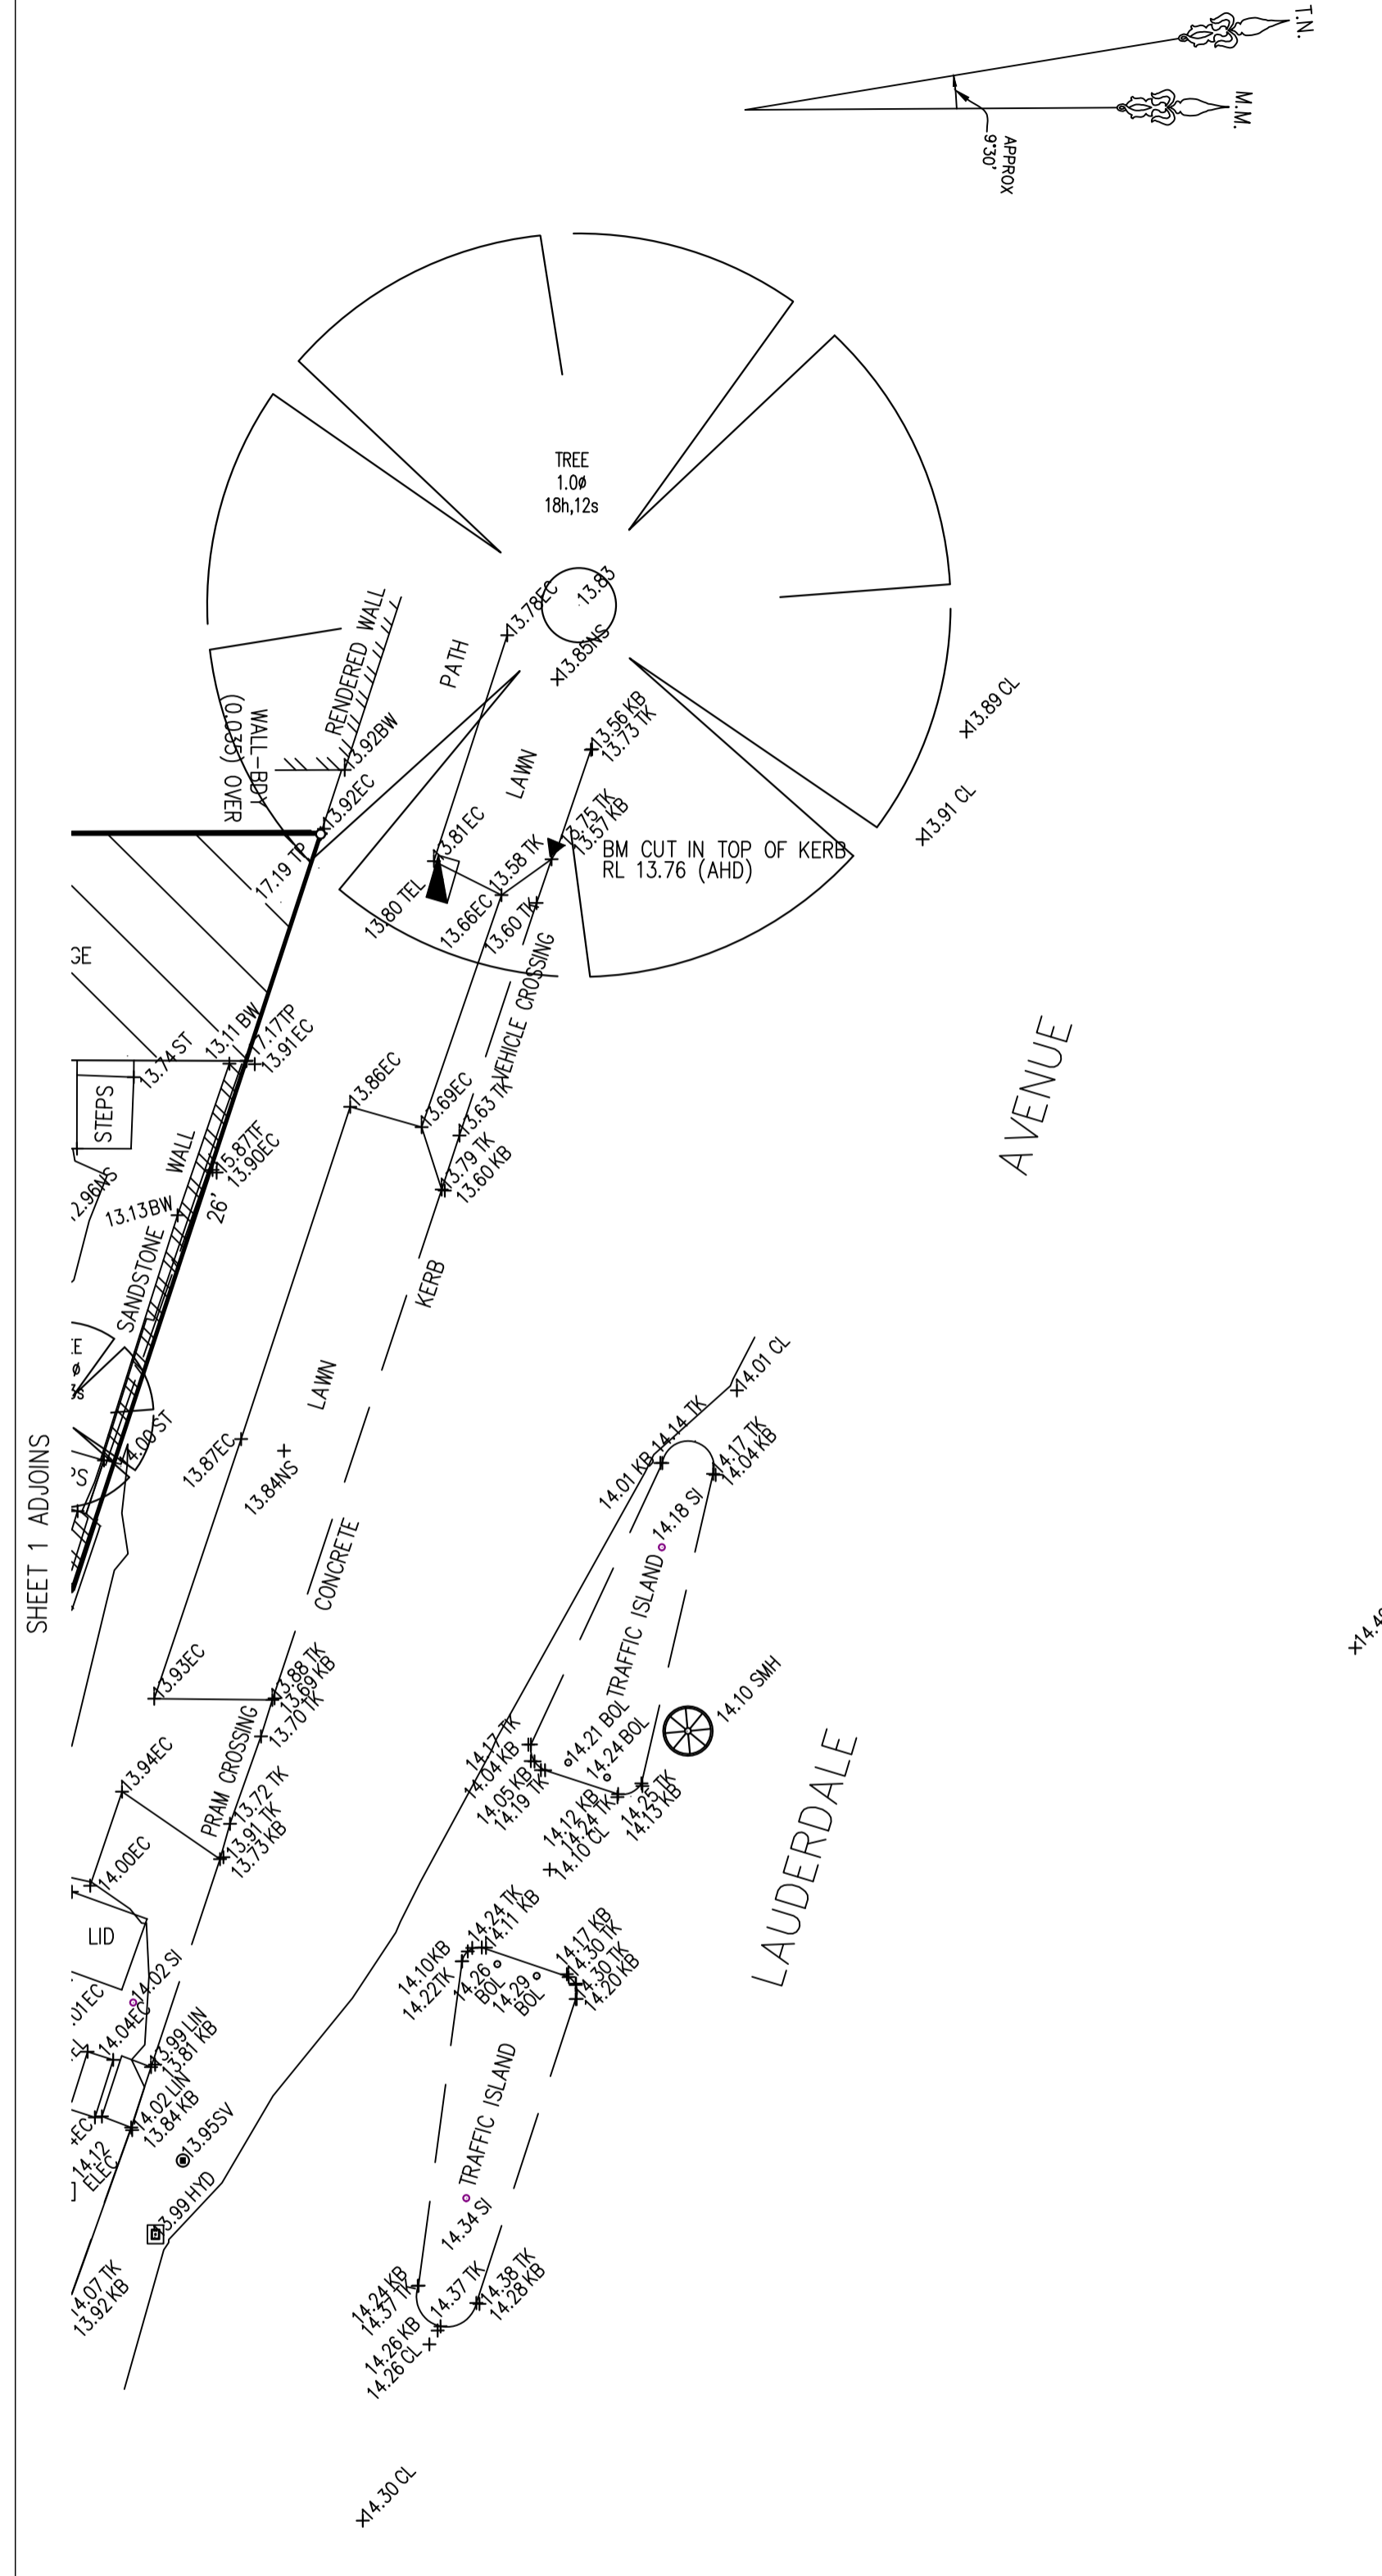 T.N.
M.M.
APPROX
9°30'
TREE
1.0ø
18h,12s
13.83
13.78EC
13.85NS
RENDERED WALL
PATH
WALL-BDY
(0.035) OVER
13.92BW
13.92EC
LAWN
13.56 KB
13.73 TK
13.89 CL
13.91 CL
13.75 TK
13.57 KB
BM CUT IN TOP OF KERB
RL 13.76 (AHD)
13.81EC
13.58 TK
17.19 TP
13.80 TEL
13.66EC
13.60 TK
VEHICLE CROSSING
GE
13.74 ST
13.11 BW
17.17TP
13.91EC
STEPS
13.86EC
13.69EC
13.63 TK
13.79 TK
13.60 KB
AVENUE
WALL
15.87TF
13.90EC
26'
2.96NS
13.13BW
SANDSTONE
KERB
ø
3s
14.00 ST
PS
LAWN
13.87EC
13.84NS
CONCRETE
SHEET 1 ADJOINS
14.01 CL
14.14 TK
14.01 KB
14.17 TK
14.04 KB
14.18 SI
TRAFFIC ISLAND
14.10 SMH
13.93EC
13.88 TK
13.69 KB
13.70 TK
PRAM CROSSING
13.94EC
13.72 TK
13.91 TK
13.73 KB
14.17 TK
14.04 KB
14.05 KB
14.19 TK
14.21 BOL
14.24 BOL
14.12 KB
14.24 TK
14.25 TK
14.13 KB
14.10 CL
LAUDERDALE
14.00EC
LID
14.02 SI
.01EC
14.04EC
13.99 LIN
13.81 KB
14.02 LIN
13.84 KB
4EC
14.12
ELEC
13.95SV
13.99 HYD
14.07 TK
13.92 KB
14.24 TK
14.11 KB
14.10KB
14.22TK
14.26
BOL
14.29
BOL
14.17 KB
14.30 TK
14.30 TK
14.20 KB
TRAFFIC ISLAND
14.34 SI
14.24 KB
14.37 TK
14.37 TK
14.38 TK
14.28 KB
14.26 KB
14.26 CL
14.30 CL